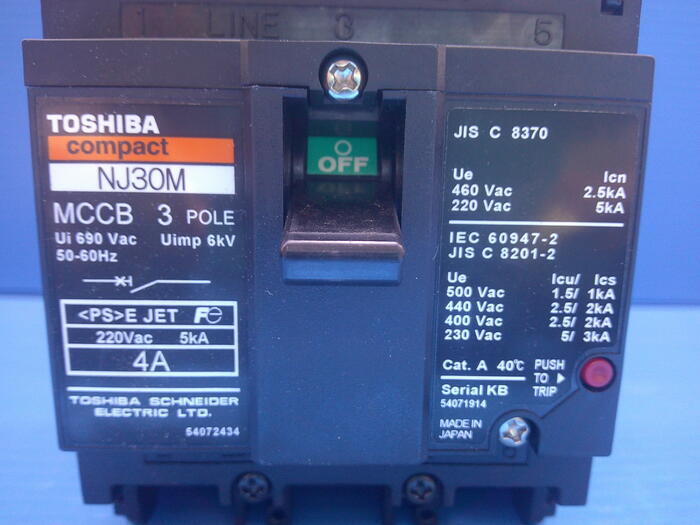 1 LINE 3 5
TOSHIBA
compact
NJ30M
MCCB 3 POLE
Ui 690 Vac Uimp 6kV
50-60Hz
<PS>E JET
220Vac 5kA
4A
TOSHIBA SCHNEIDER
ELECTRIC LTD.
54072434
OFF
JIS C 8370
Ue Icn
460 Vac 2.5kA
220 Vac 5kA
IEC 60947-2
JIS C 8201-2
Ue Icu/ Ics
500 Vac 1.5/ 1kA
440 Vac 2.5/ 2kA
400 Vac 2.5/ 2kA
230 Vac 5/ 3kA
Cat. A 40℃
Serial KB
54071914
PUSH
TO
TRIP
MADE IN
JAPAN